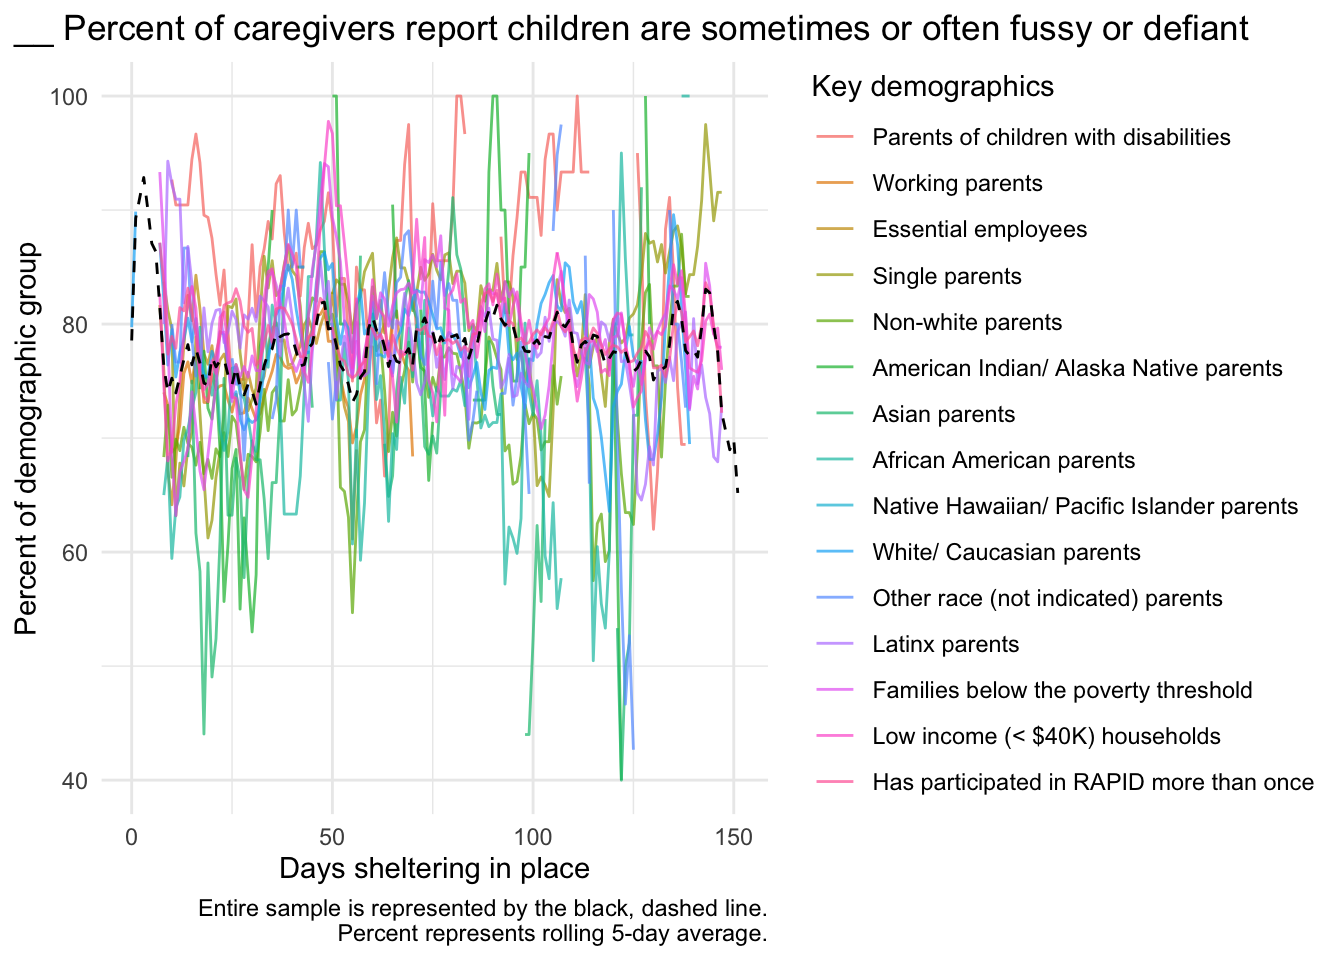 __ Percent of caregivers report children are sometimes or often fussy or defiant
Key demographics
Parents of children with disabilities
Working parents
Essential employees
Single parents
Non-white parents
American Indian/ Alaska Native parents
Asian parents
African American parents
Native Hawaiian/ Pacific Islander parents
White/ Caucasian parents
Other race (not indicated) parents
Latinx parents
Families below the poverty threshold
Low income (< $40K) households
Has participated in RAPID more than once
Percent of demographic group
100
80
60
40
0
50
100
150
Days sheltering in place
Entire sample is represented by the black, dashed line.
Percent represents rolling 5-day average.